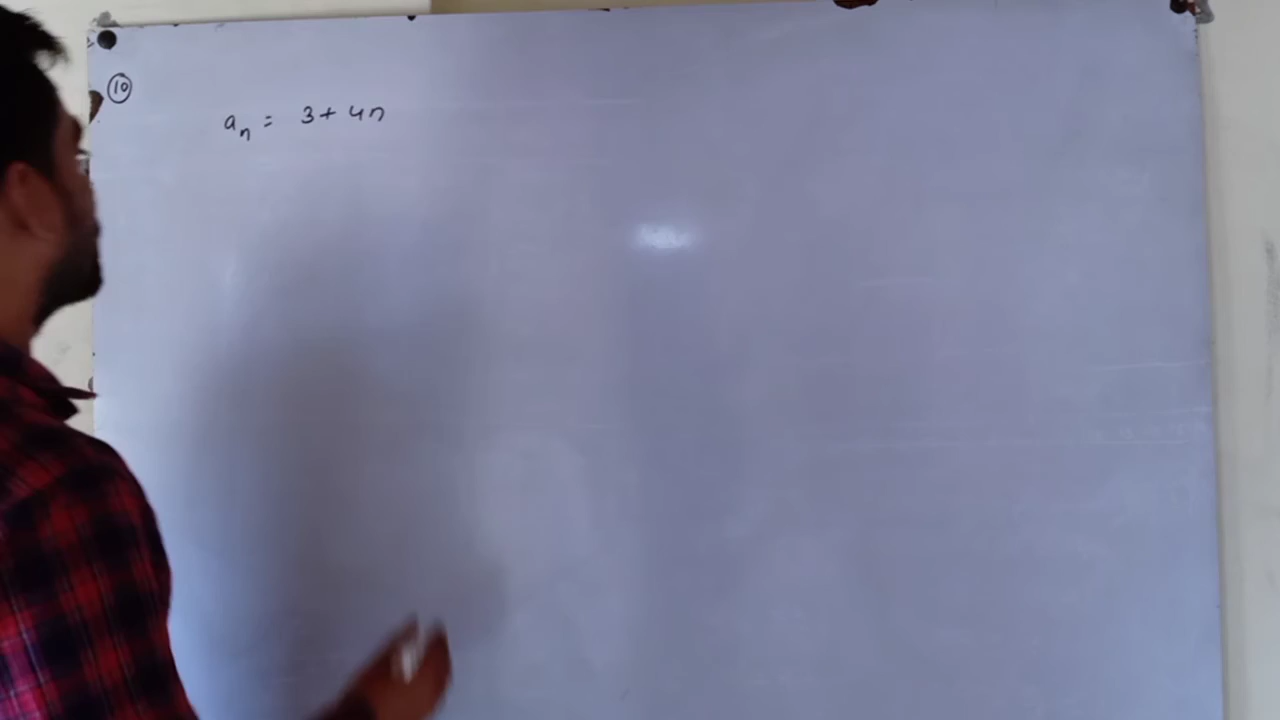 ⑩
aₙ = 3 + 4n